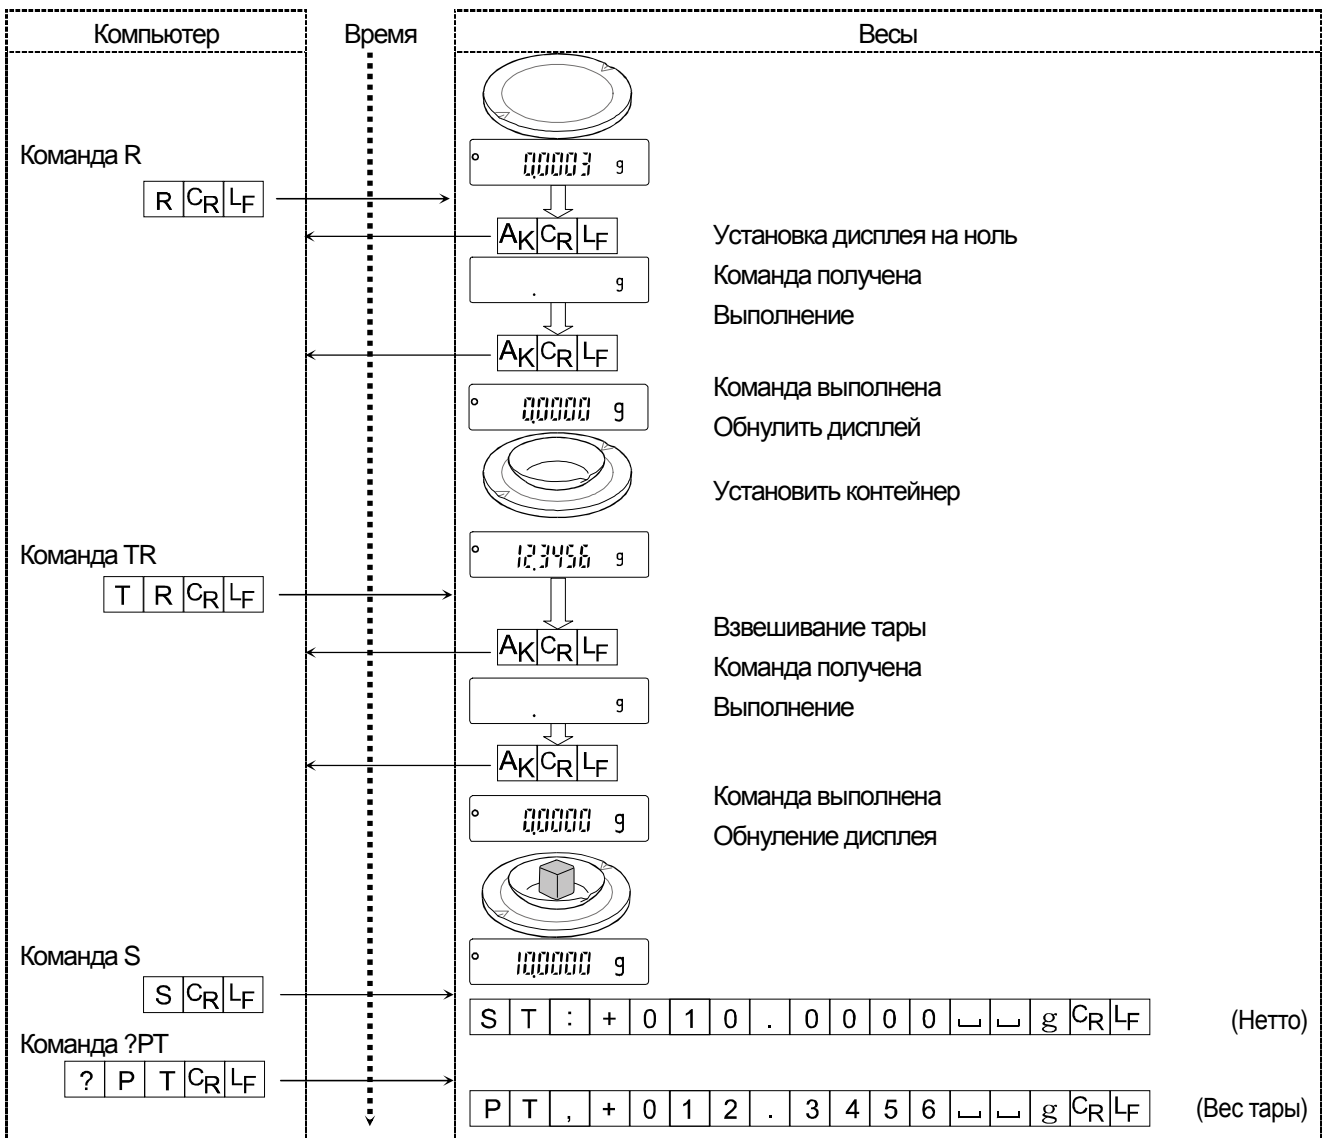 Компьютер Время Весы
Команда R
0.0003 g
R CR LF
AK CR LF Установка дисплея на ноль
. g Команда получена
Выполнение
AK CR LF
Команда выполнена
0.0000 g
Обнулить дисплей
Установить контейнер
Команда TR
12.3456 g
T R CR LF
Взвешивание тары
AK CR LF
Команда получена
. g Выполнение
AK CR LF
Команда выполнена
0.0000 g
Обнуление дисплея
Команда S
10.0000 g
S CR LF
S T : + 0 1 0 . 0 0 0 0 ␣ ␣ g CR LF (Нетто)
Команда ?PT
? P T CR LF
P T , + 0 1 2 . 3 4 5 6 ␣ ␣ g CR LF (Вес тары)